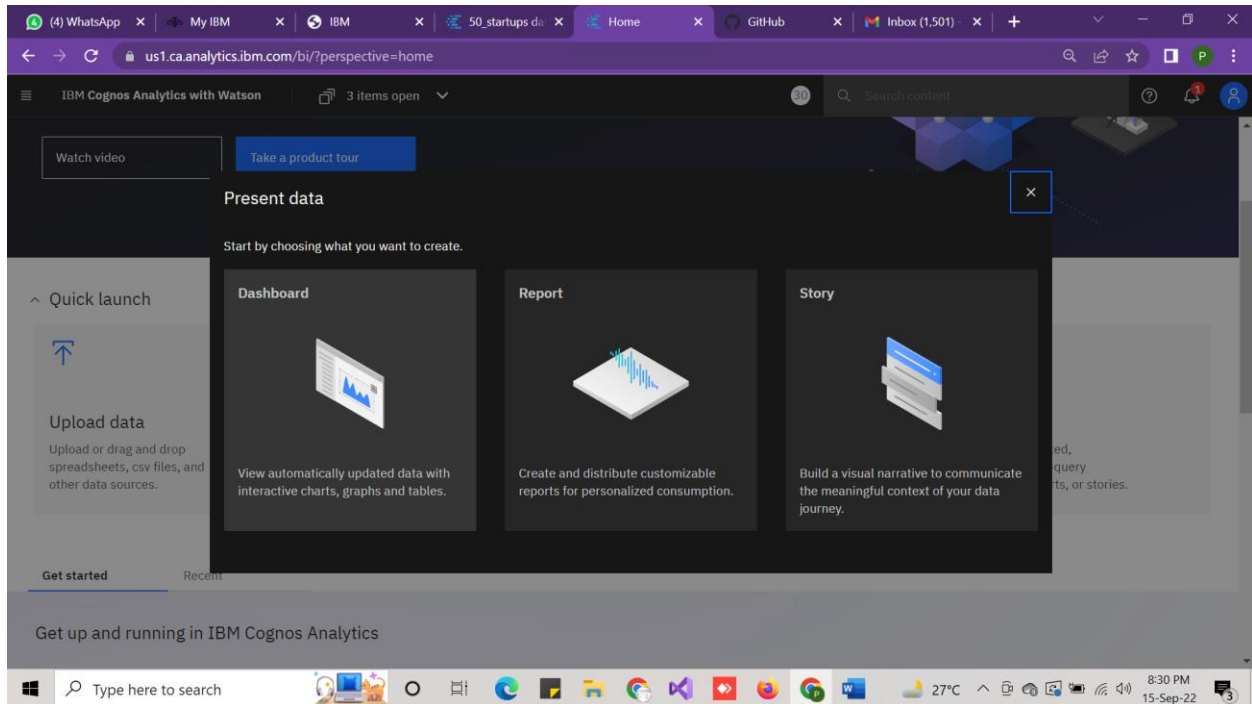 (4) WhatsApp
My IBM
IBM
50_startups da
Home
GitHub
Inbox (1,501) -
us1.ca.analytics.ibm.com/bi/?perspective=home
P
IBM Cognos Analytics with Watson
3 items open
30
Search content
1
Watch video
Take a product tour
Present data
Start by choosing what you want to create.
Quick launch
Upload data
Upload or drag and drop
spreadsheets, csv files, and
other data sources.
Dashboard
View automatically updated data with
interactive charts, graphs and tables.
Report
Create and distribute customizable
reports for personalized consumption.
Story
Build a visual narrative to communicate
the meaningful context of your data
journey.
ed,
query
rts, or stories.
Get started
Recent
Get up and running in IBM Cognos Analytics
Type here to search
27°C
8:30 PM
15-Sep-22
3